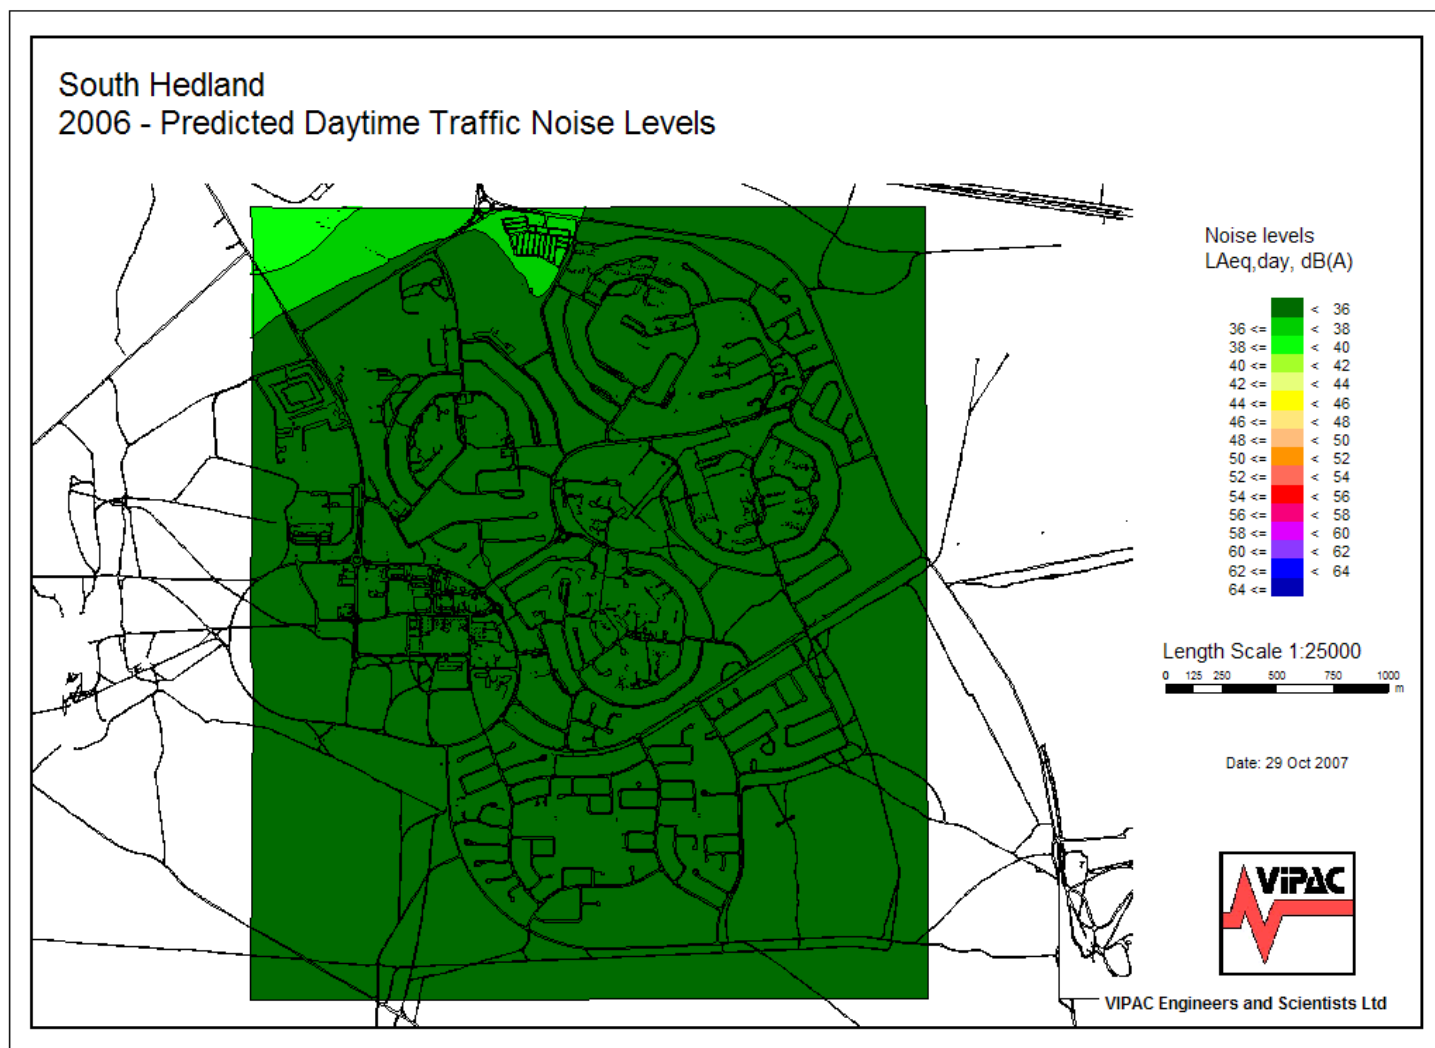 South Hedland
2006 - Predicted Daytime Traffic Noise Levels
Noise levels
LAeq,day, dB(A)
< 36
36 <= < 38
38 <= < 40
40 <= < 42
42 <= < 44
44 <= < 46
46 <= < 48
48 <= < 50
50 <= < 52
52 <= < 54
54 <= < 56
56 <= < 58
58 <= < 60
60 <= < 62
62 <= < 64
64 <=
Length Scale 1:25000
0 125 250 500 750 1000
m
Date: 29 Oct 2007
ViPAC
VIPAC Engineers and Scientists Ltd